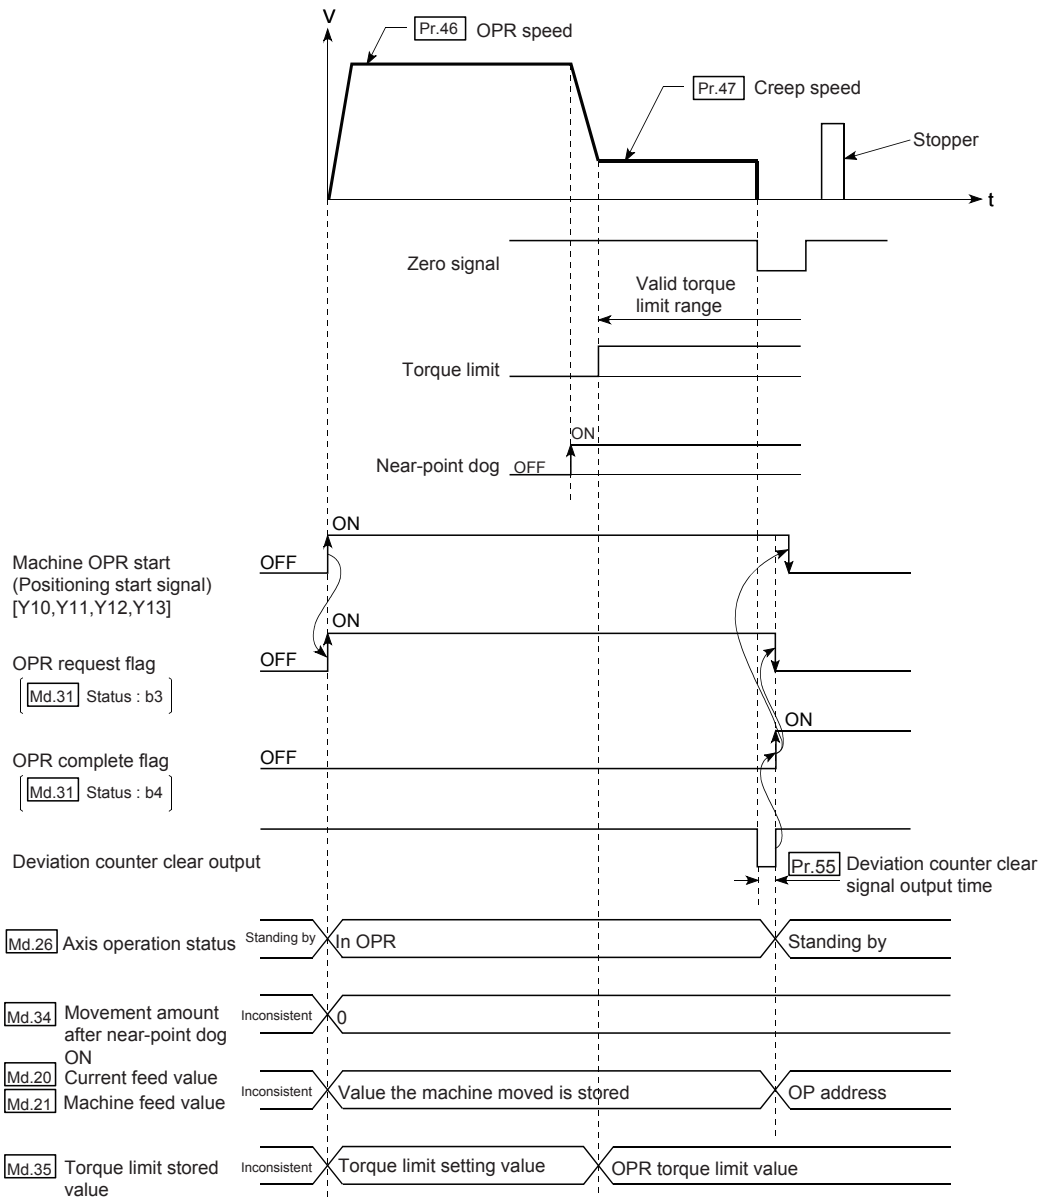 V
Pr.46 OPR speed
Pr.47 Creep speed
Stopper
t
Zero signal
Valid torque
limit range
Torque limit
ON
Near-point dog OFF
ON
Machine OPR start
(Positioning start signal)
[Y10,Y11,Y12,Y13]
OFF
ON
OPR request flag
OFF
Md.31 Status : b3
ON
OPR complete flag
OFF
Md.31 Status : b4
Deviation counter clear output
Pr.55 Deviation counter clear
signal output time
Md.26 Axis operation status Standing by In OPR Standing by
Md.34 Movement amount
after near-point dog
ON
Inconsistent 0
Md.20 Current feed value
Md.21 Machine feed value
Inconsistent Value the machine moved is stored OP address
Md.35 Torque limit stored
value
Inconsistent Torque limit setting value OPR torque limit value